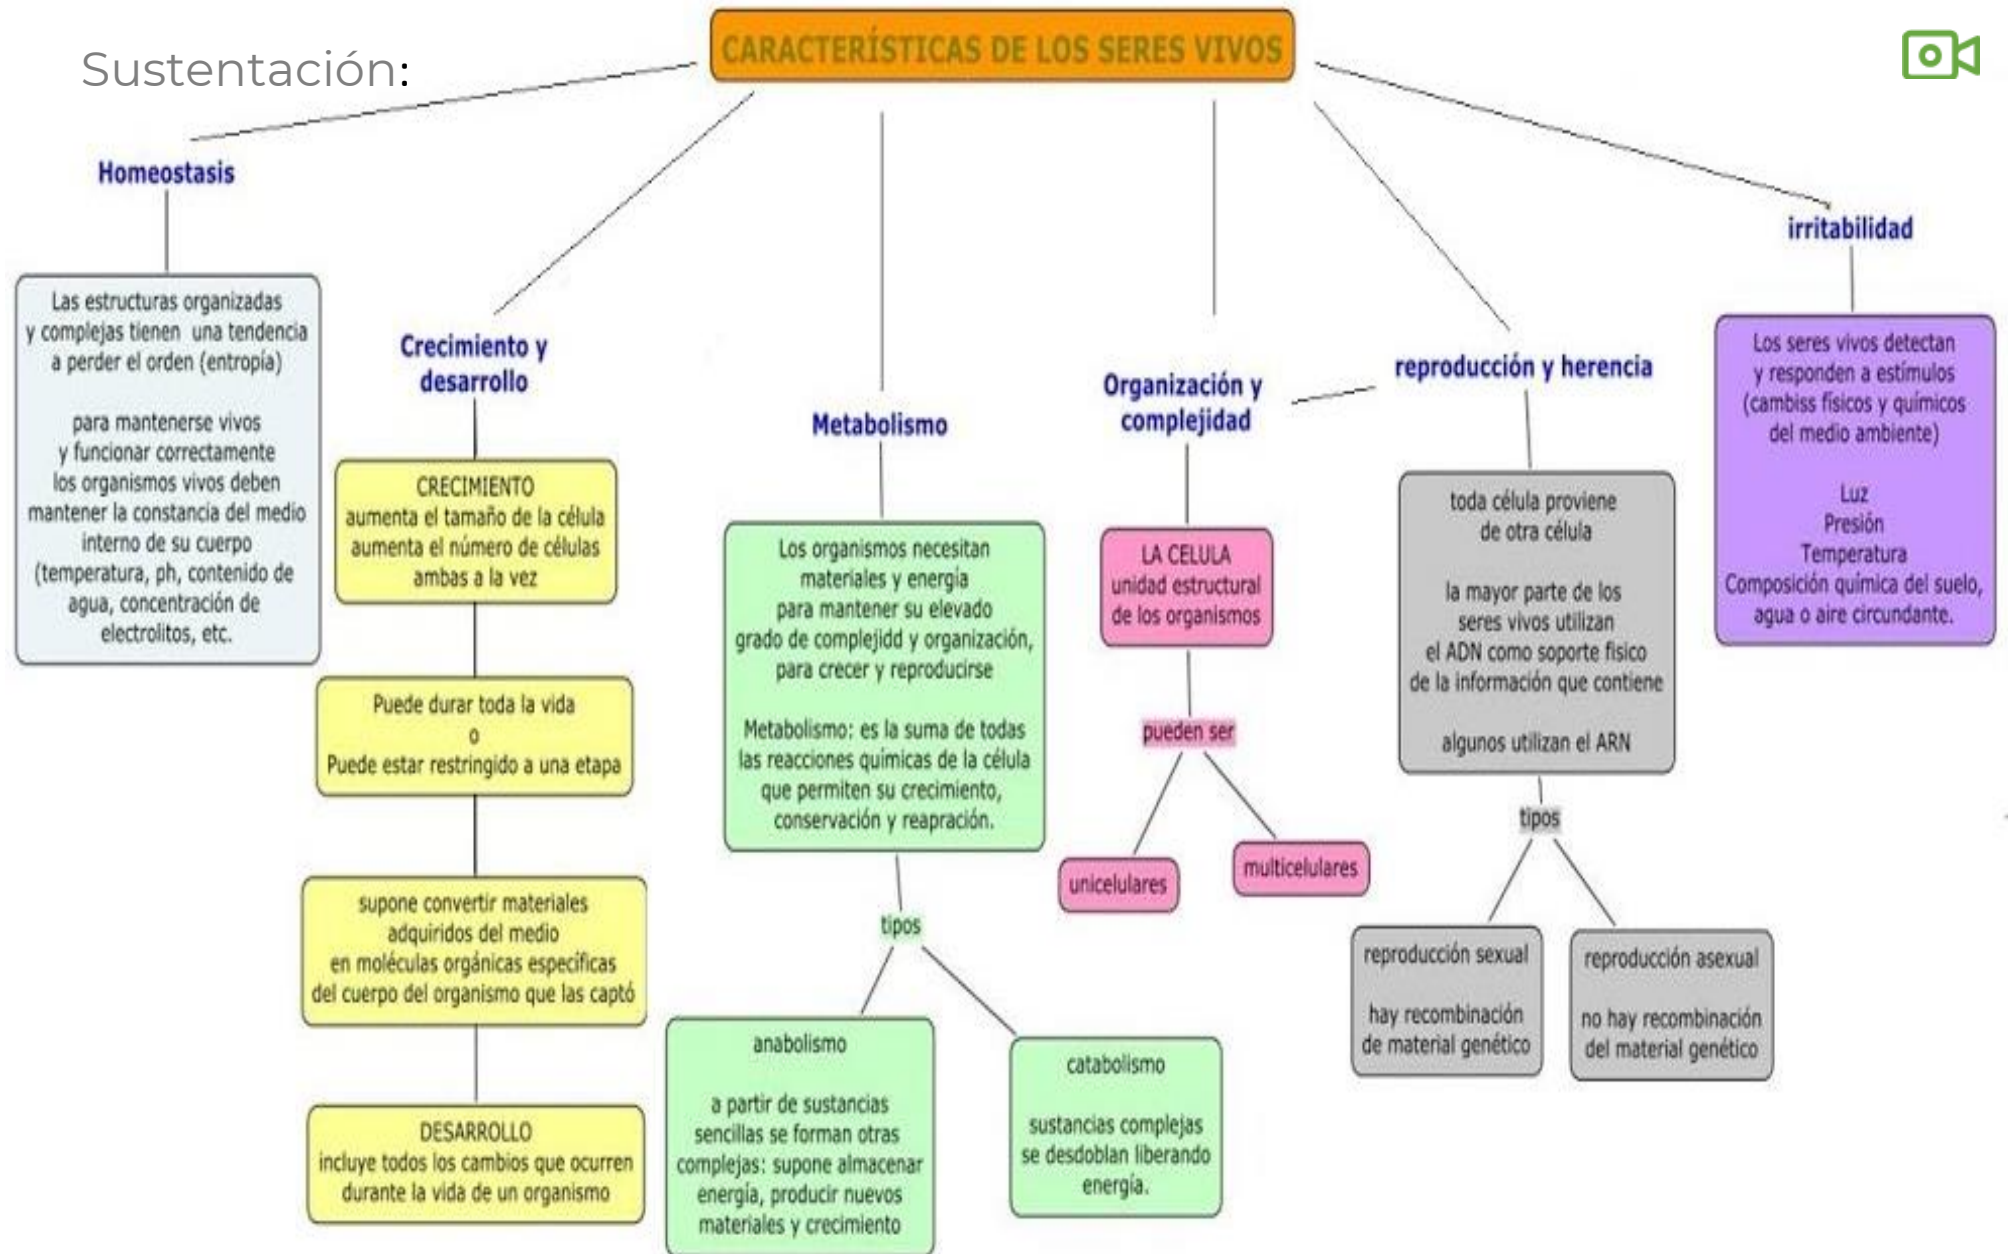 Sustentación:
CARACTERÍSTICAS DE LOS SERES VIVOS
Homeostasis
Las estructuras organizadas
y complejas tienen una tendencia
a perder el orden (entropía)
para mantenerse vivos
y funcionar correctamente
los organismos vivos deben
mantener la constancia del medio
interno de su cuerpo
(temperatura, ph, contenido de
agua, concentración de
electrolitos, etc.
Crecimiento y
desarrollo
CRECIMIENTO
aumenta el tamaño de la célula
aumenta el número de células
ambas a la vez
Puede durar toda la vida
o
Puede estar restringido a una etapa
supone convertir materiales
adquiridos del medio
en moléculas orgánicas específicas
del cuerpo del organismo que las captó
DESARROLLO
incluye todos los cambios que ocurren
durante la vida de un organismo
Metabolismo
Los organismos necesitan
materiales y energía
para mantener su elevado
grado de complejidd y organización,
para crecer y reproducirse
Metabolismo: es la suma de todas
las reacciones químicas de la célula
que permiten su crecimiento,
conservación y reapración.
tipos
anabolismo
a partir de sustancias
sencillas se forman otras
complejas: supone almacenar
energía, producir nuevos
materiales y crecimiento
catabolismo
sustancias complejas
se desdoblan liberando
energía.
Organización y
complejidad
LA CELULA
unidad estructural
de los organismos
pueden ser
unicelulares
multicelulares
reproducción y herencia
toda célula proviene
de otra célula
la mayor parte de los
seres vivos utilizan
el ADN como soporte físico
de la información que contiene
algunos utilizan el ARN
tipos
reproducción sexual
hay recombinación
de material genético
reproducción asexual
no hay recombinación
del material genético
irritabilidad
Los seres vivos detectan
y responden a estímulos
(cambiss físicos y químicos
del medio ambiente)
Luz
Presión
Temperatura
Composición química del suelo,
agua o aire circundante.